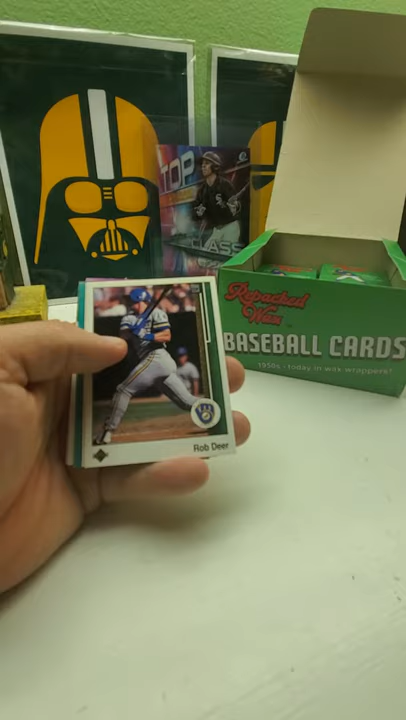 TOP
CLASS
Repacked
Wax
BASEBALL CARDS
1950s - today in wax wrappers!
Rob Deer